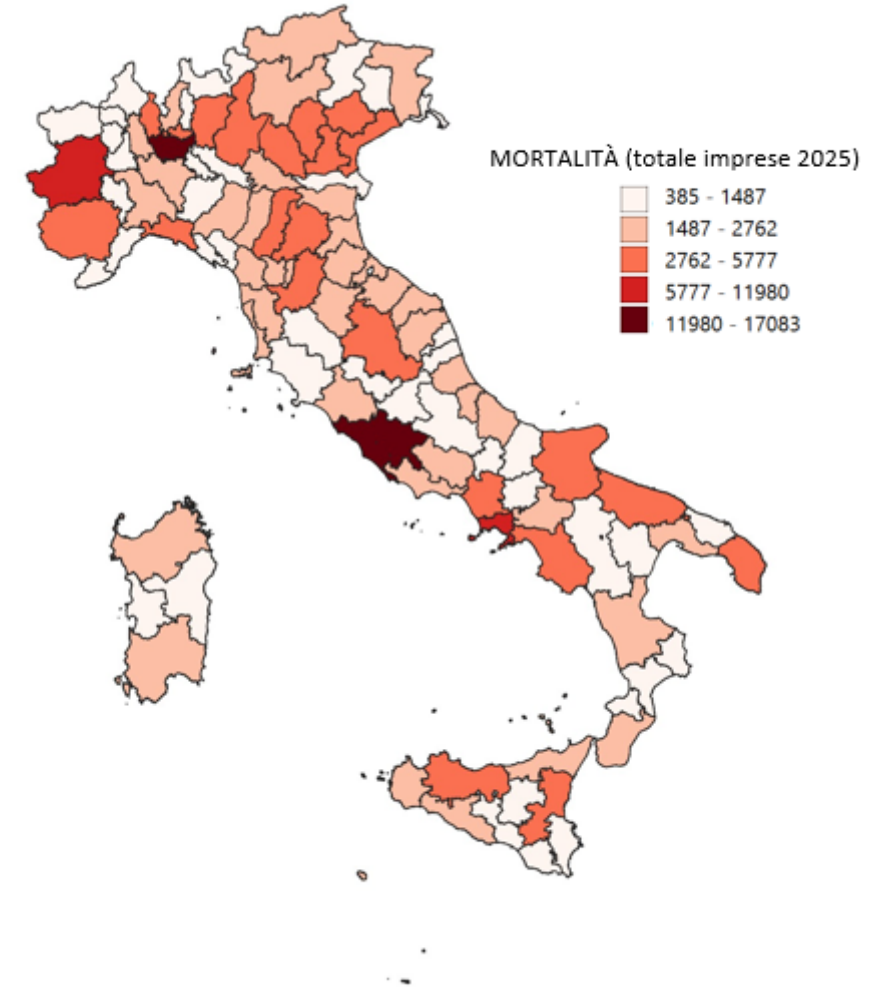 MORTALITÀ (totale imprese 2025)
385 - 1487
1487 - 2762
2762 - 5777
5777 - 11980
11980 - 17083